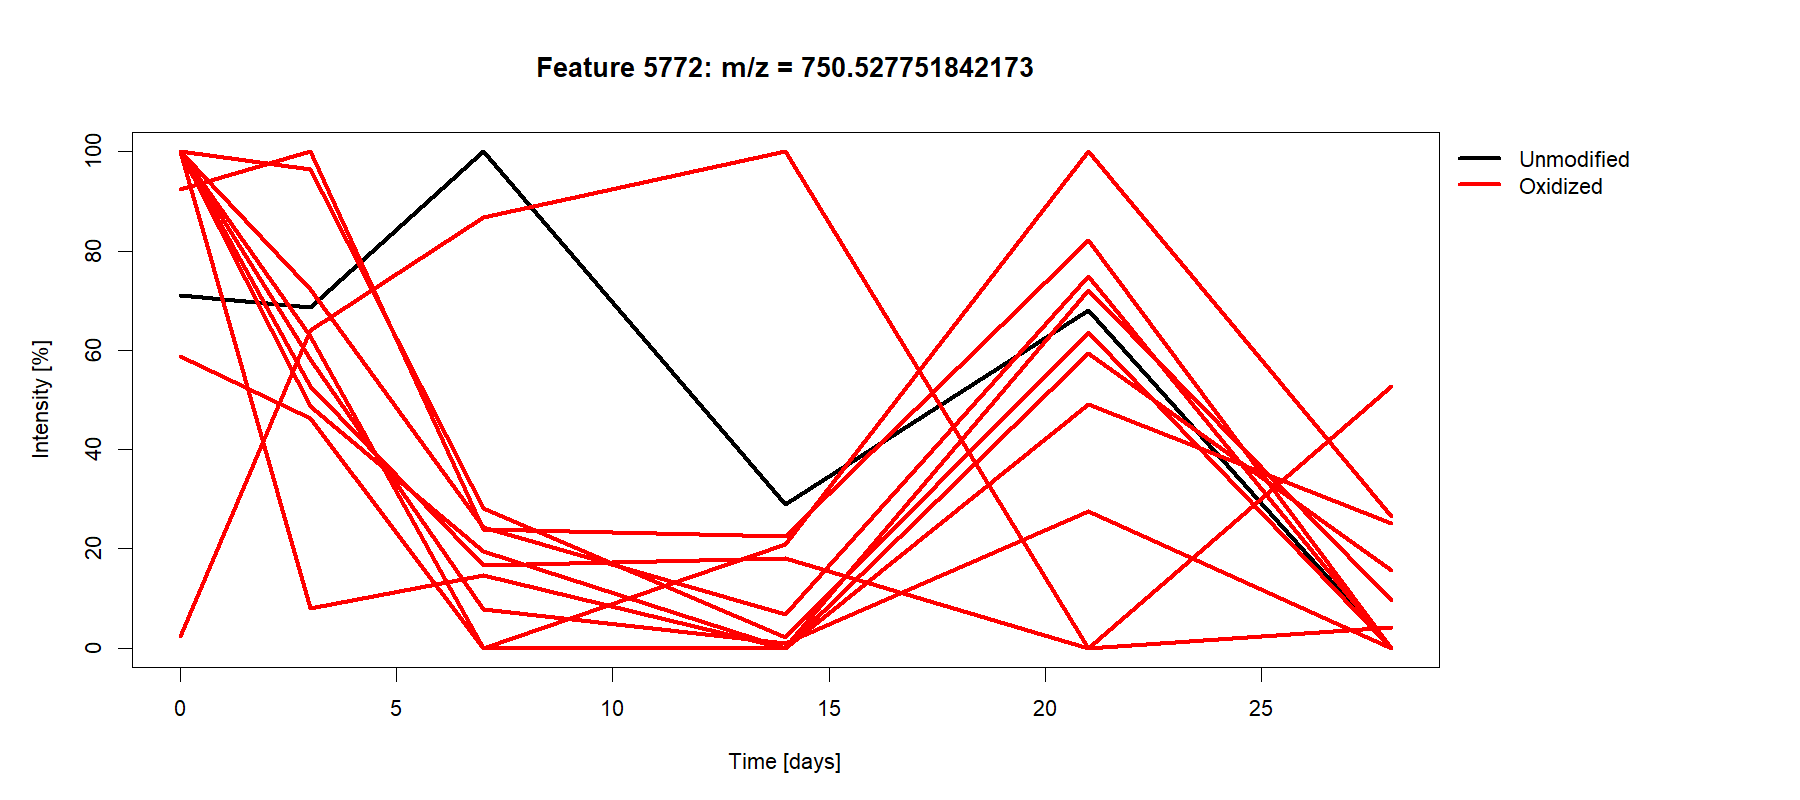 Feature 5772: m/z = 750.527751842173
Unmodified
Oxidized
Intensity [%]
100
80
60
40
20
0
0 5 10 15 20 25
Time [days]